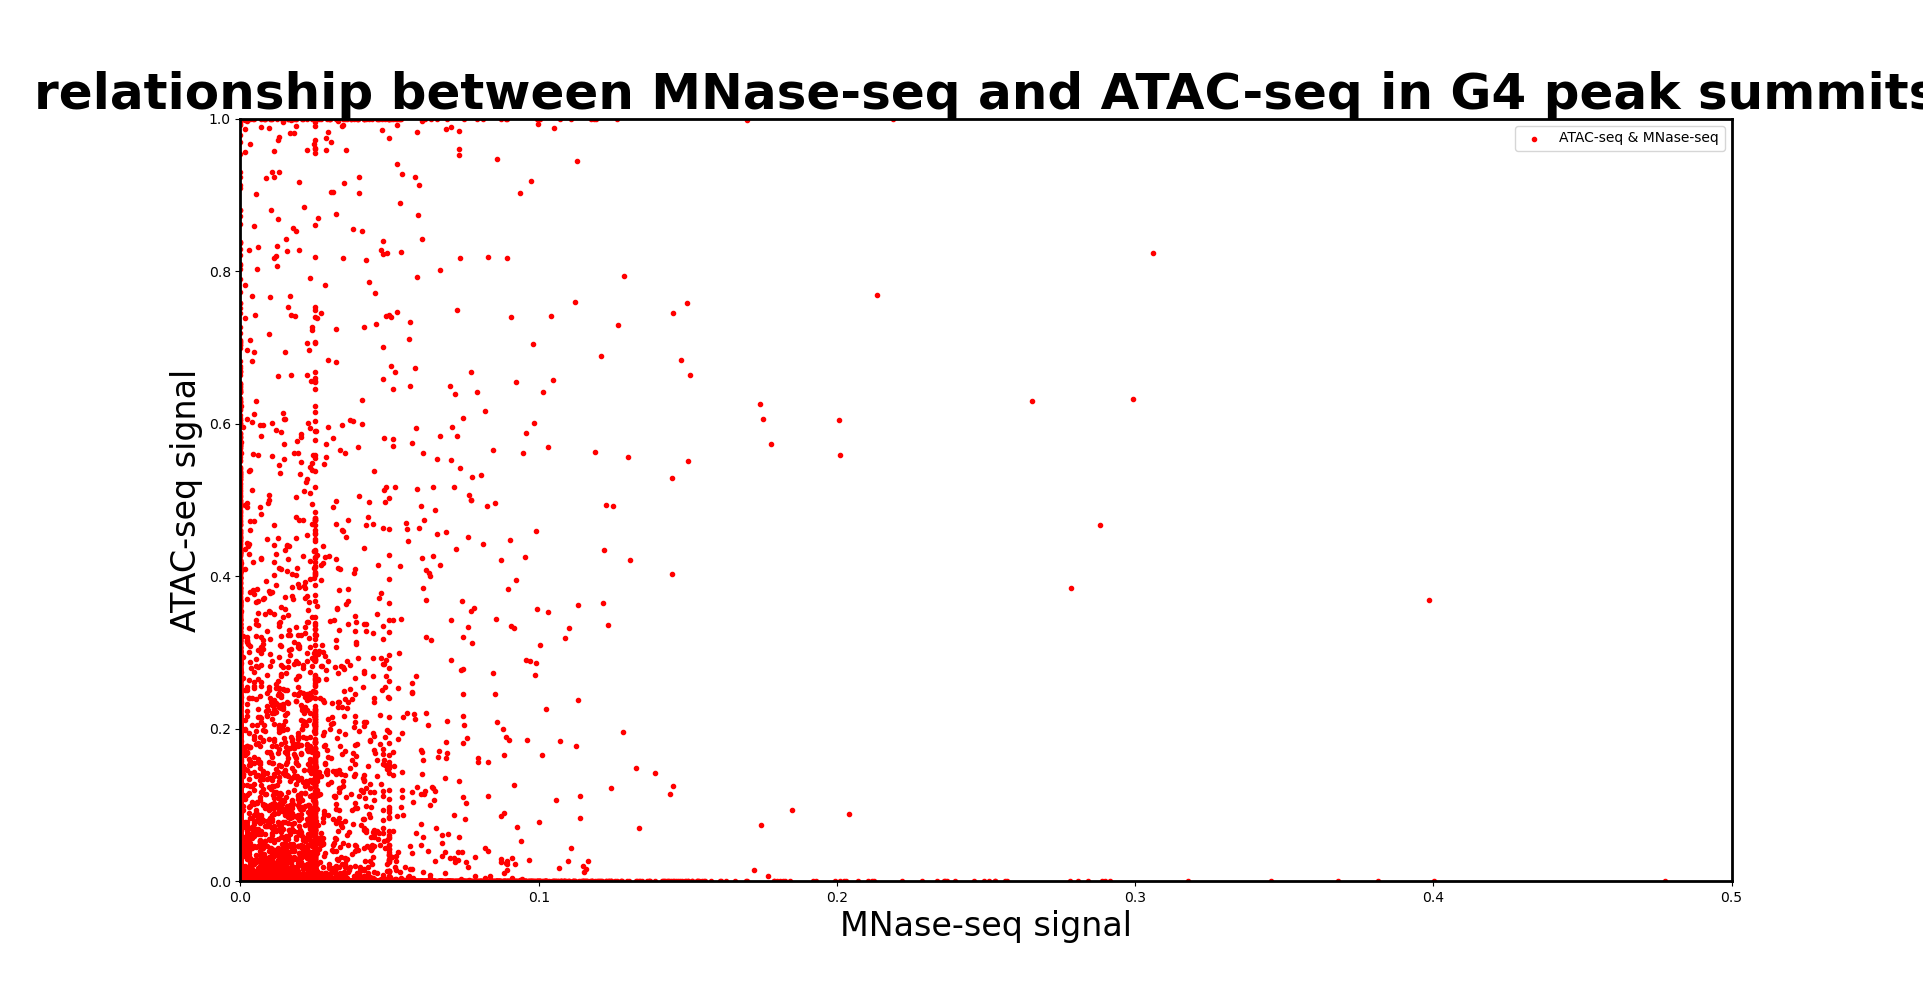 relationship between MNase-seq and ATAC-seq in G4 peak summits
ATAC-seq & MNase-seq
1.0
0.8
0.6
0.4
0.2
0.0
ATAC-seq signal
0.0 0.1 0.2 0.3 0.4 0.5
MNase-seq signal